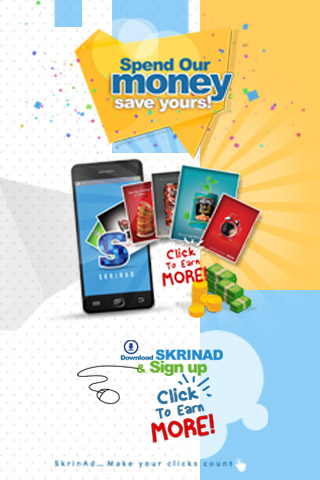 Spend Our
money
save yours!
S
SKRINAD
Click
To Earn
MORE!
Download SKRINAD
& Sign up
Click
To Earn
MORE!
SkrinAd... Make your clicks count